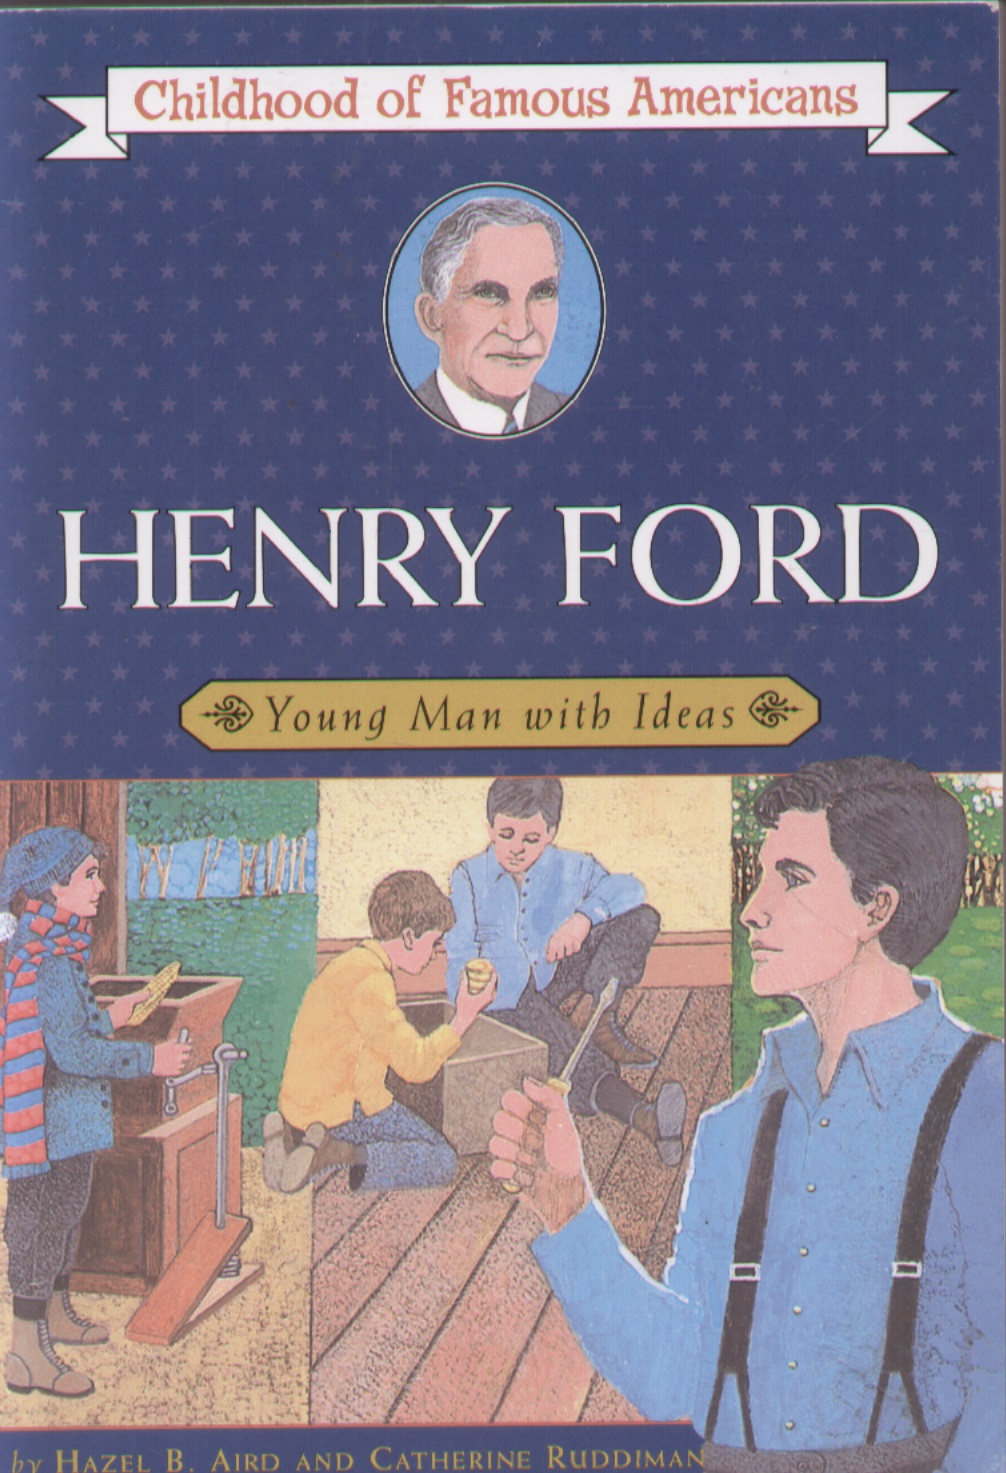 Childhood of Famous Americans
HENRY FORD
Young Man with Ideas
by HAZEL B. AIRD AND CATHERINE RUDDIMAN